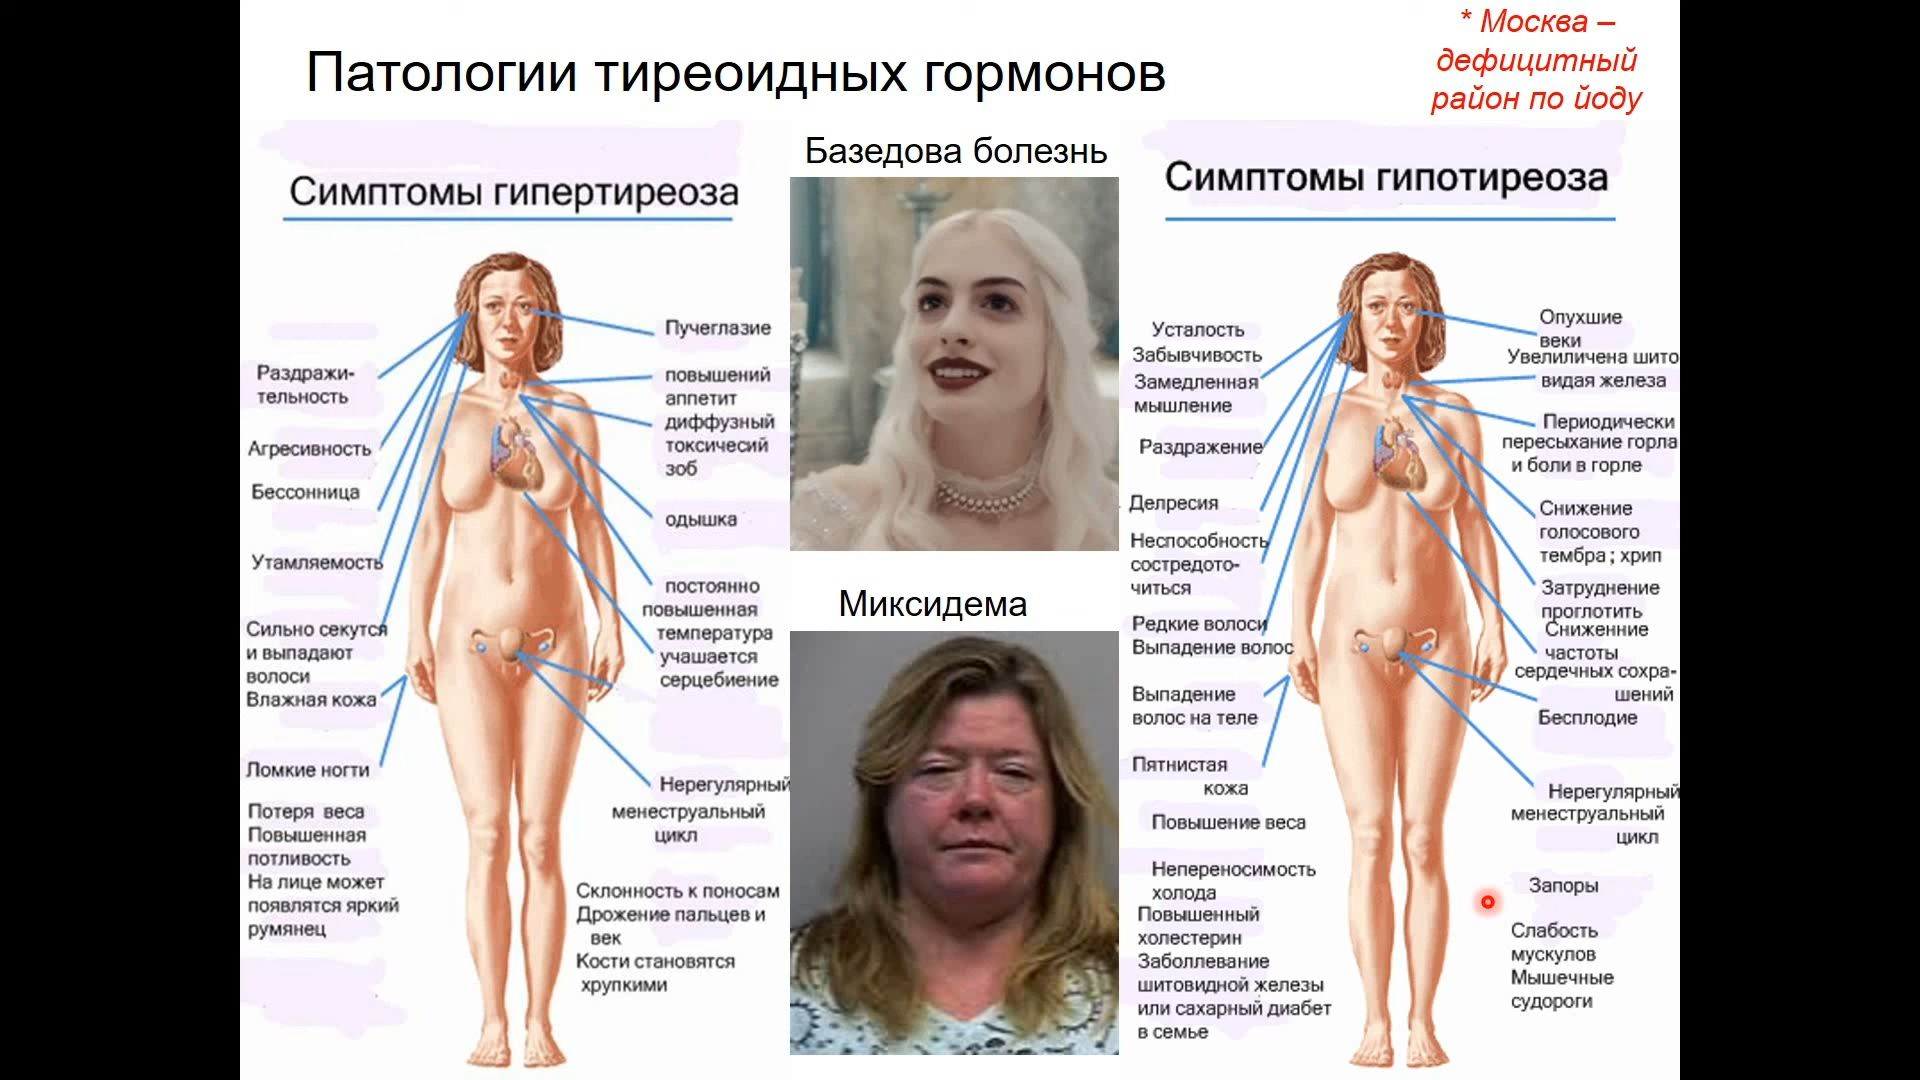 Патологии тиреоидных гормонов
* Москва –
дефицитный
район по йоду
Симптомы гипертиреоза
Раздражи-
тельность
Агресивность
Бессонница
Утамляемость
Сильно секутся
и выпадают
волоси
Влажная кожа
Ломкие ногти
Потеря веса
Повышенная
потливость
На лице может
появлятся яркий
румянец
Пучеглазие
повышений
аппетит
диффузный
токсичесий
зоб
одышка
постоянно
повышенная
температура
учашается
серцебиение
Нерегулярный
менеструальный
цикл
Склонность к поносам
Дрожение пальцев и
век
Кости становятся
хрупкими
Базедова болезнь
Миксидема
Симптомы гипотиреоза
Усталость
Забывчивость
Замедленная
мышление
Раздражение
Делресия
Неспособность
состредото-
читься
Редкие волоси
Выпадение волос
Выпадение
волос на теле
Пятнистая
кожа
Повышение веса
Непереносимость
холода
Повышенный
холестерин
Заболлевание
шитовидной железы
или сахарный диабет
в семье
Опухшие
веки
Увелиличена шито
видая железа
Периодически
пересыхание горла
и боли в горле
Снижение
голосового
тембра ; хрип
Затруднение
проглотить
Сниженние
частоты
сердечных сохра-
шений
Бесплодие
Нерегулярный
менеструальный
цикл
Запоры
Слабость
мускулов
Мышечные
судороги